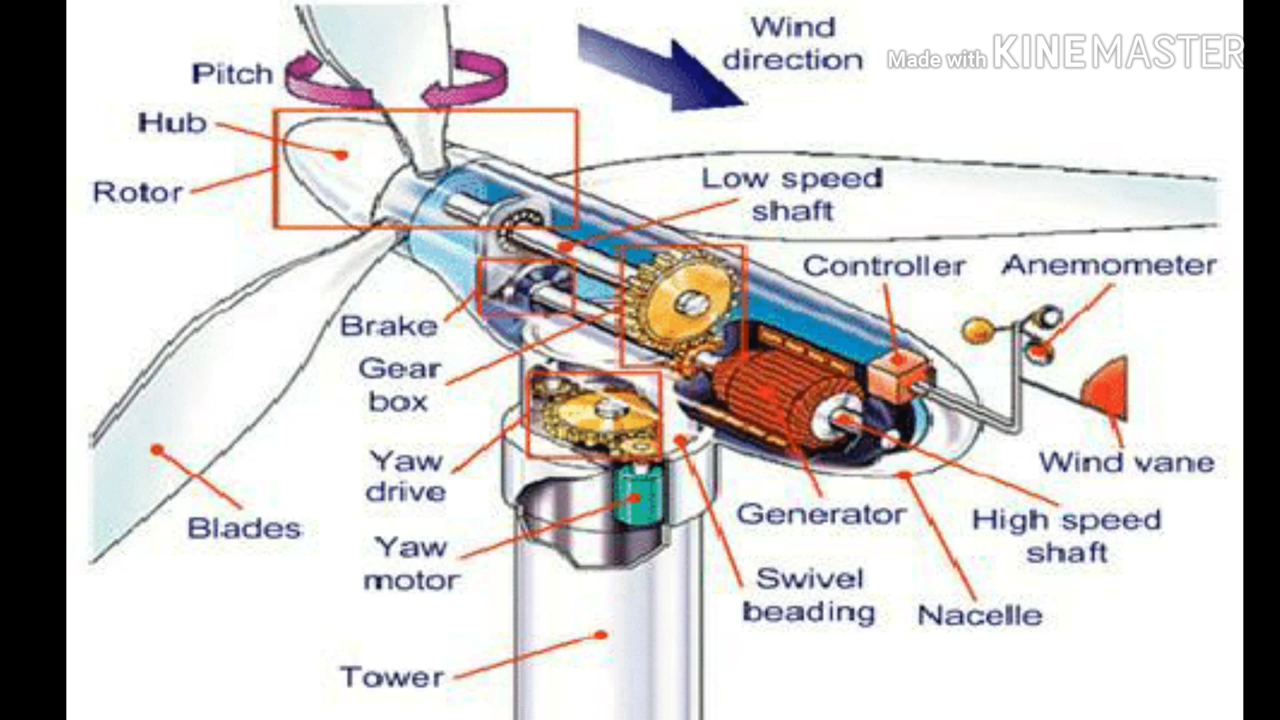 Wind
direction
Made with KINEMASTER
Pitch
Hub
Rotor
Low speed
shaft
Controller
Anemometer
Brake
Gear
box
Yaw
drive
Wind vane
Blades
Generator
High speed
shaft
Yaw
motor
Swivel
beading
Nacelle
Tower